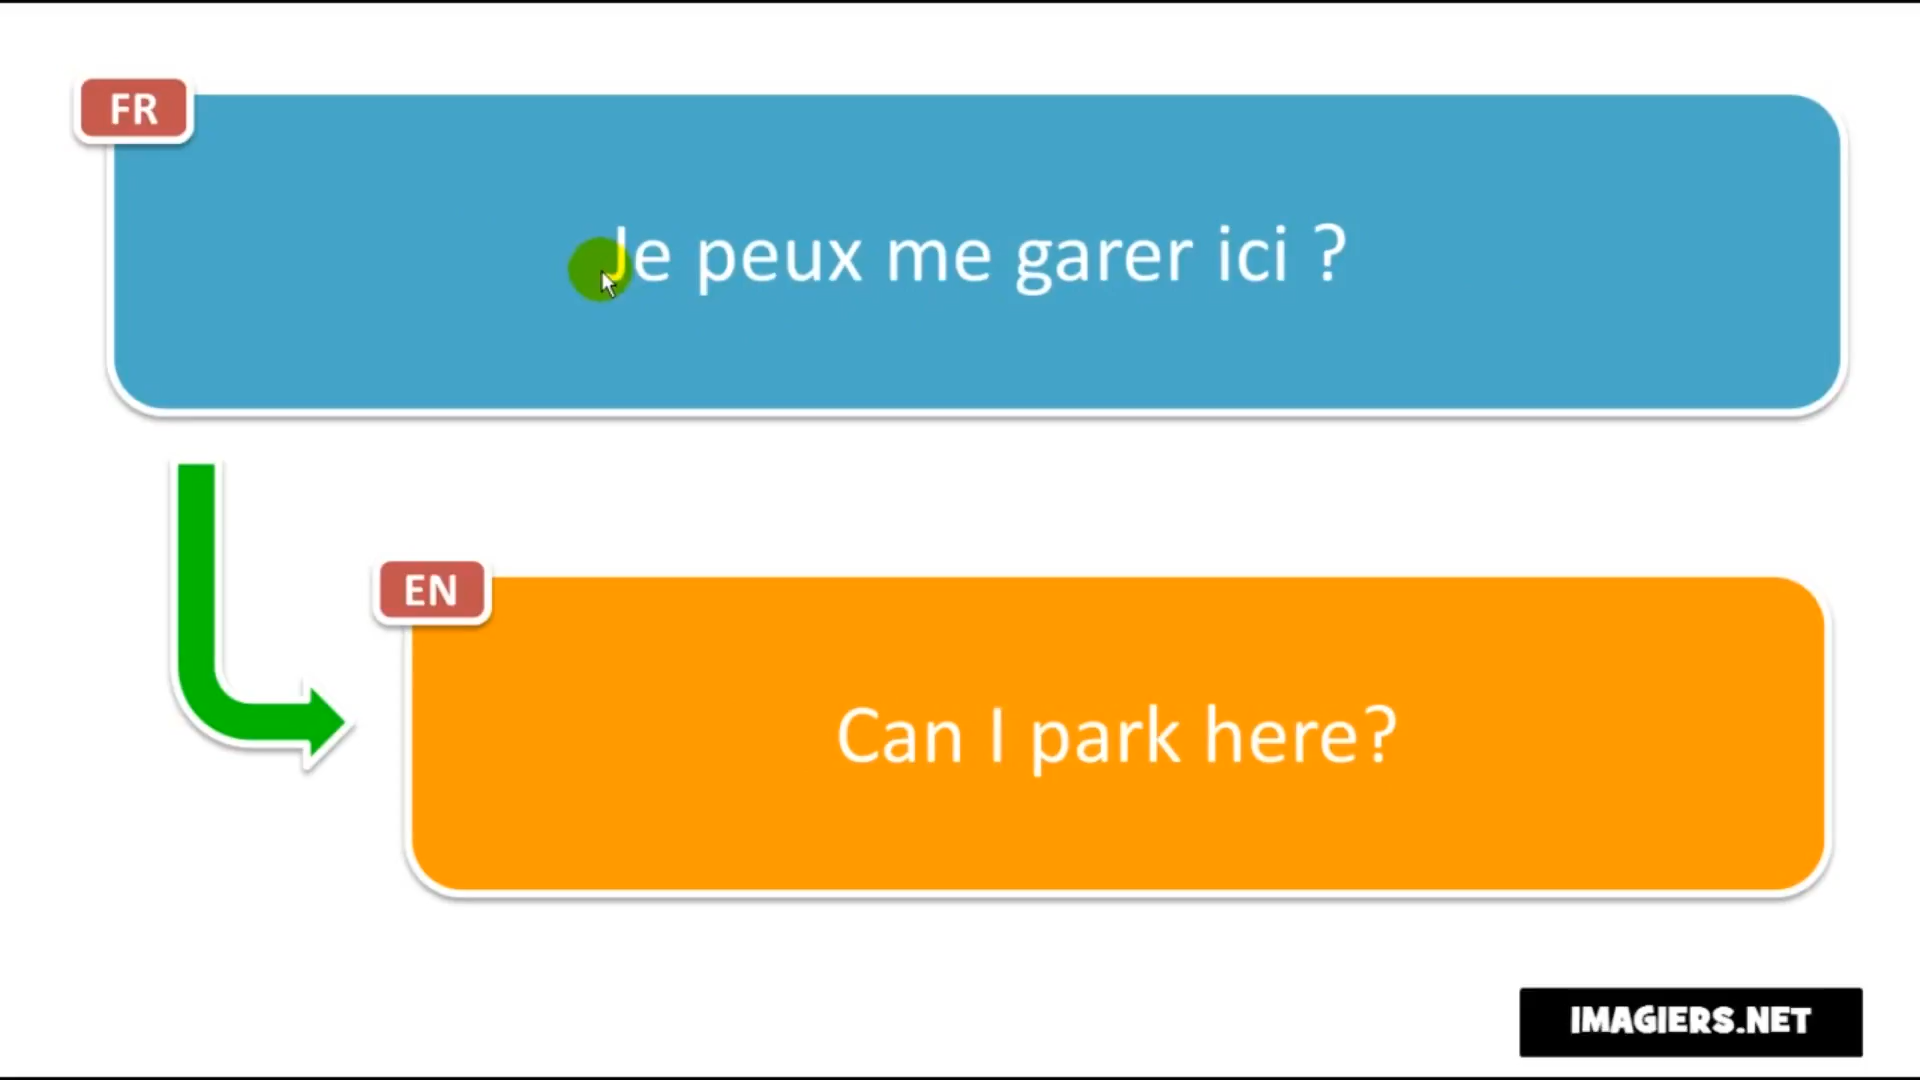 FR
Je peux me garer ici ?
EN
Can I park here?
IMAGIERS.NET